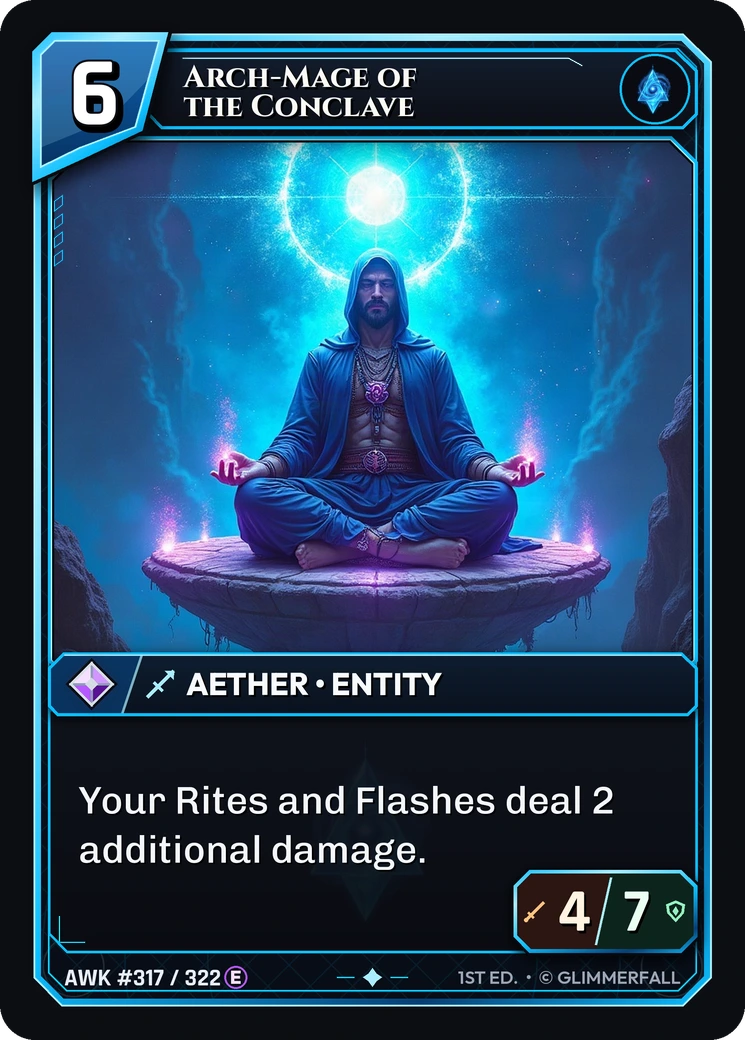 6
ARCH-MAGE OF
THE CONCLAVE
AETHER • ENTITY
Your Rites and Flashes deal 2
additional damage.
4 / 7
AWK #317 / 322 E
1ST ED. • © GLIMMERFALL